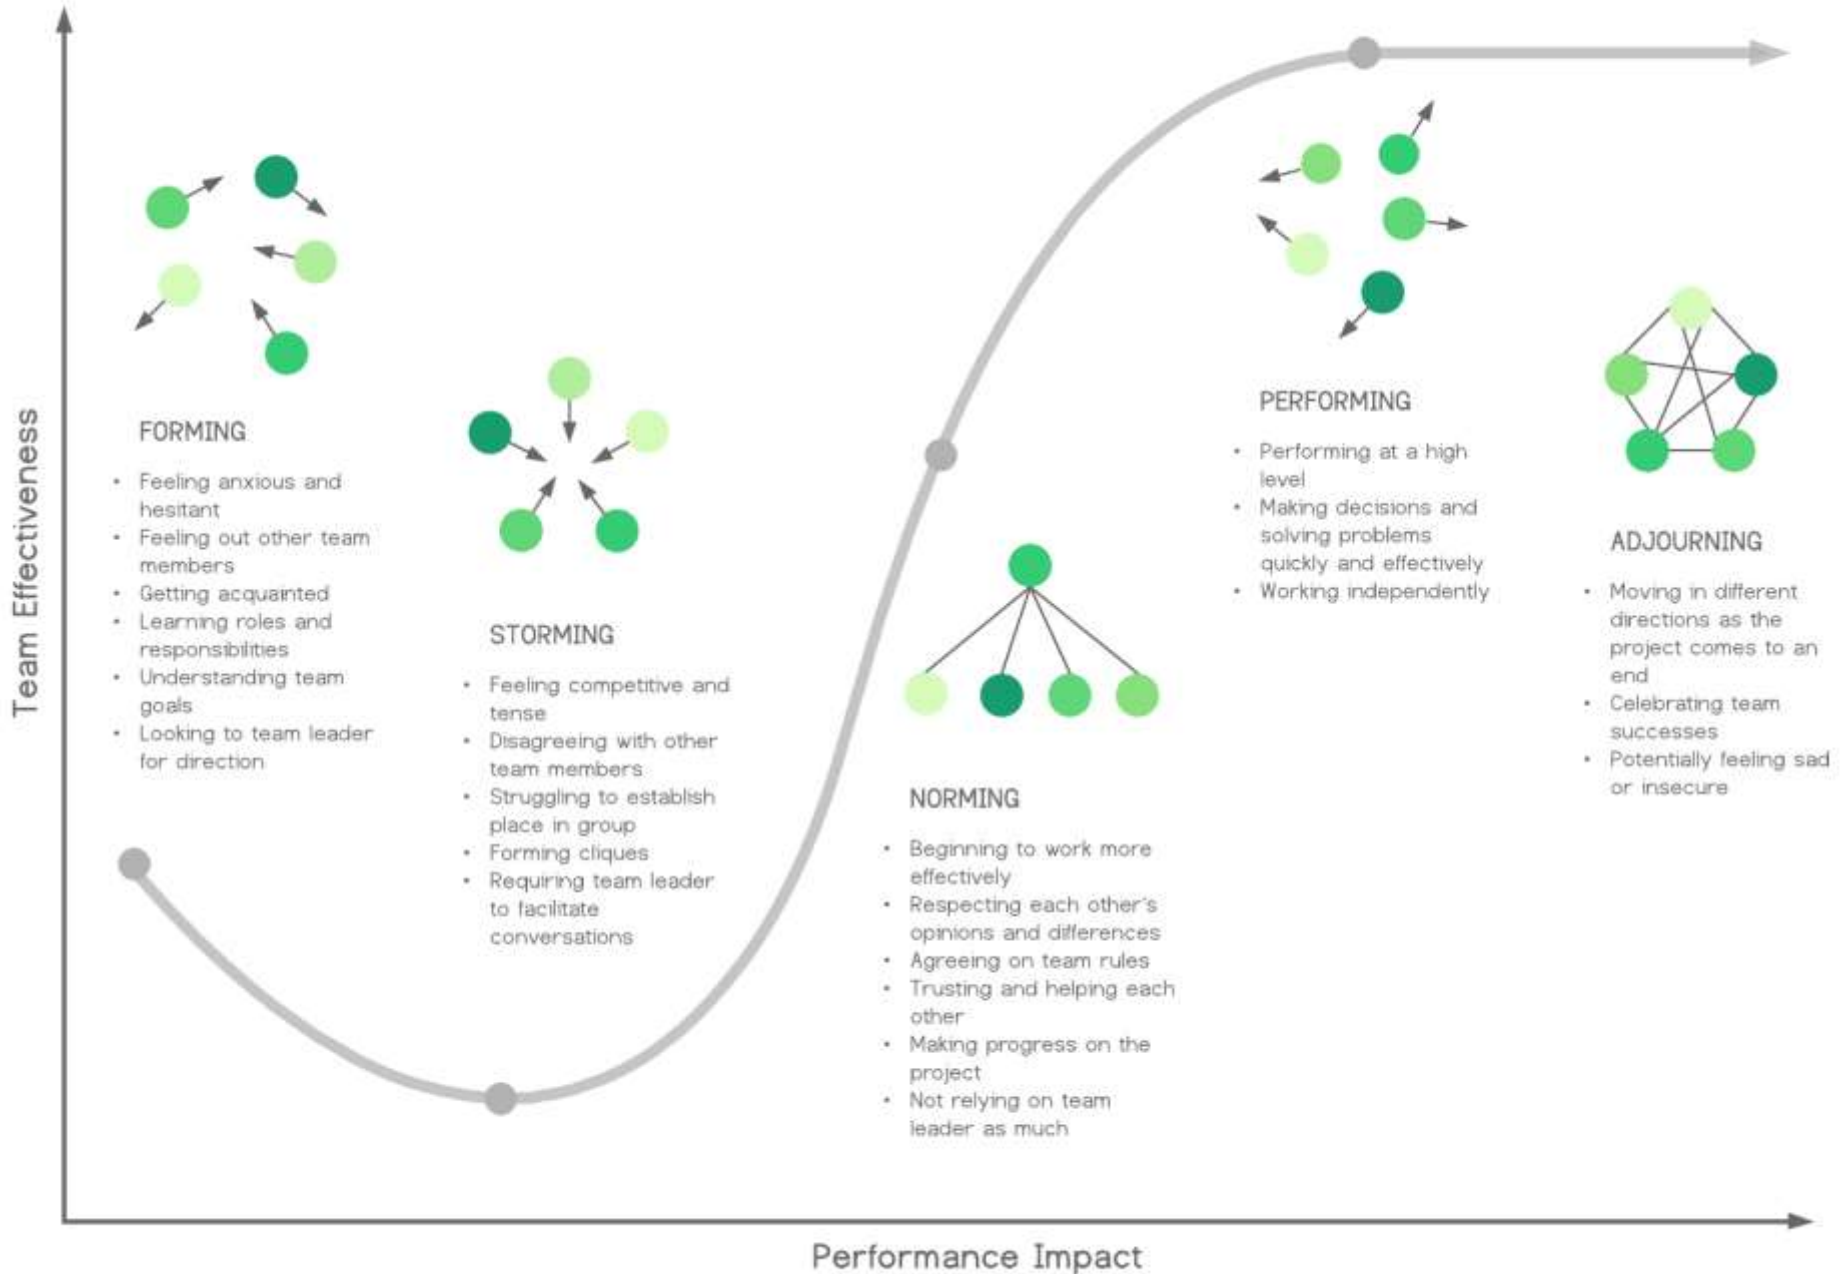 Team Effectiveness
FORMING
• Feeling anxious and
hesitant
• Feeling out other team
members
• Getting acquainted
• Learning roles and
responsibilities
• Understanding team
goals
• Looking to team leader
for direction
STORMING
• Feeling competitive and
tense
• Disagreeing with other
team members
• Struggling to establish
place in group
• Forming cliques
• Requiring team leader
to facilitate
conversations
NORMING
• Beginning to work more
effectively
• Respecting each other's
opinions and differences
• Agreeing on team rules
• Trusting and helping each
other
• Making progress on the
project
• Not relying on team
leader as much
PERFORMING
• Performing at a high
level
• Making decisions and
solving problems
quickly and effectively
• Working independently
ADJOURNING
• Moving in different
directions as the
project comes to an
end
• Celebrating team
successes
• Potentially feeling sad
or insecure
Performance Impact